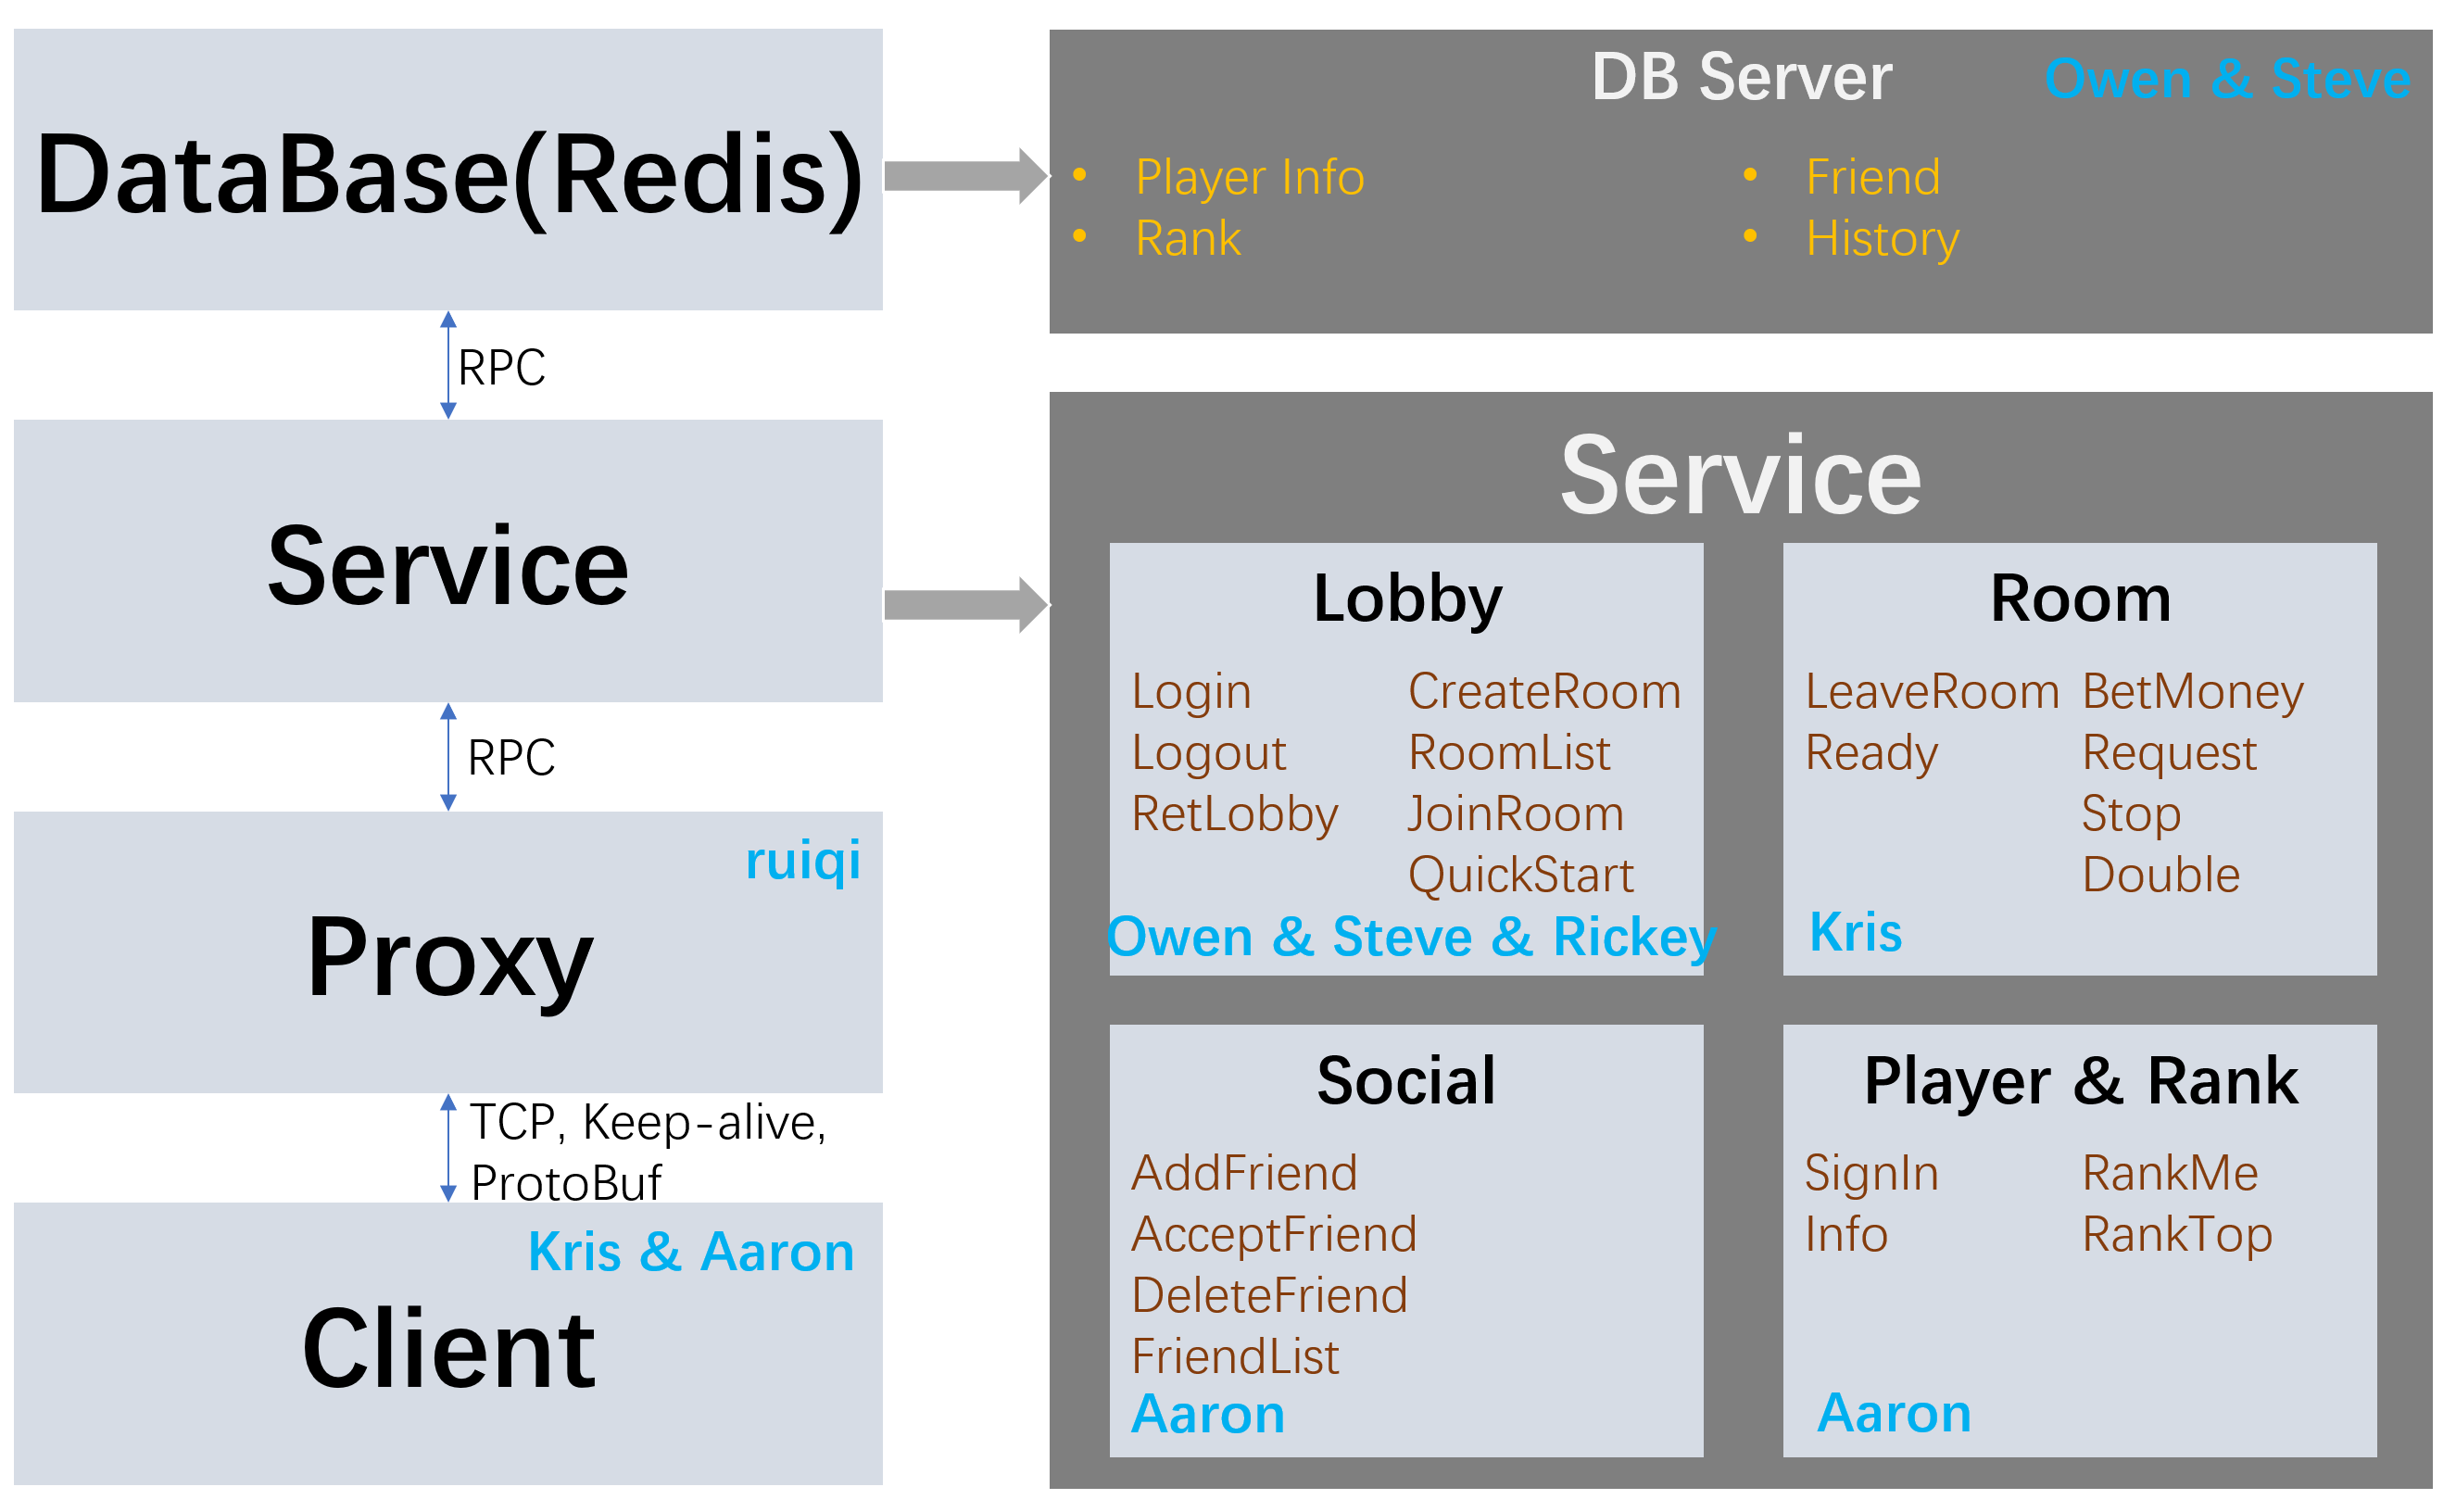 DataBase(Redis)
RPC
Service
RPC
ruiqi
Proxy
TCP, Keep-alive,
ProtoBuf
Kris & Aaron
Client
DB Server
Owen & Steve
• Player Info
• Rank
• Friend
• History
Service
Lobby
Login
Logout
RetLobby
CreateRoom
RoomList
JoinRoom
QuickStart
Owen & Steve & Rickey
Room
LeaveRoom
Ready
BetMoney
Request
Stop
Double
Kris
Social
AddFriend
AcceptFriend
DeleteFriend
FriendList
Aaron
Player & Rank
SignIn
Info
RankMe
RankTop
Aaron